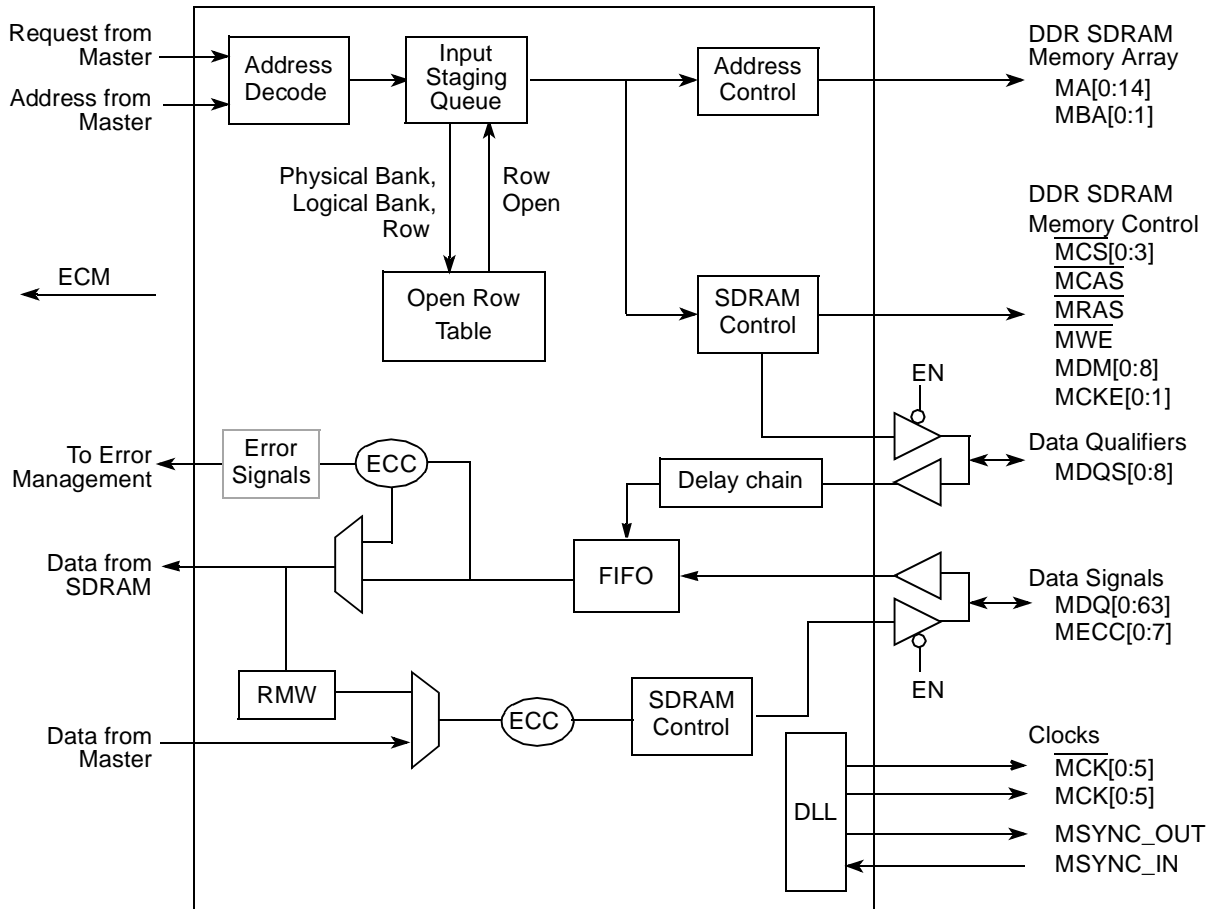 Request from
Master
Address from
Master
Address
Decode
Input
Staging
Queue
Address
Control
DDR SDRAM
Memory Array
MA[0:14]
MBA[0:1]
Physical Bank,
Logical Bank,
Row
Row
Open
Open Row
Table
ECM
SDRAM
Control
DDR SDRAM
Memory Control
MCS[0:3]
MCAS
MRAS
MWE
MDM[0:8]
MCKE[0:1]
EN
To Error
Management
Error
Signals
ECC
Delay chain
Data Qualifiers
MDQS[0:8]
Data from
SDRAM
FIFO
Data Signals
MDQ[0:63]
MECC[0:7]
EN
RMW
Data from
Master
ECC
SDRAM
Control
DLL
Clocks
MCK[0:5]
MCK[0:5]
MSYNC_OUT
MSYNC_IN